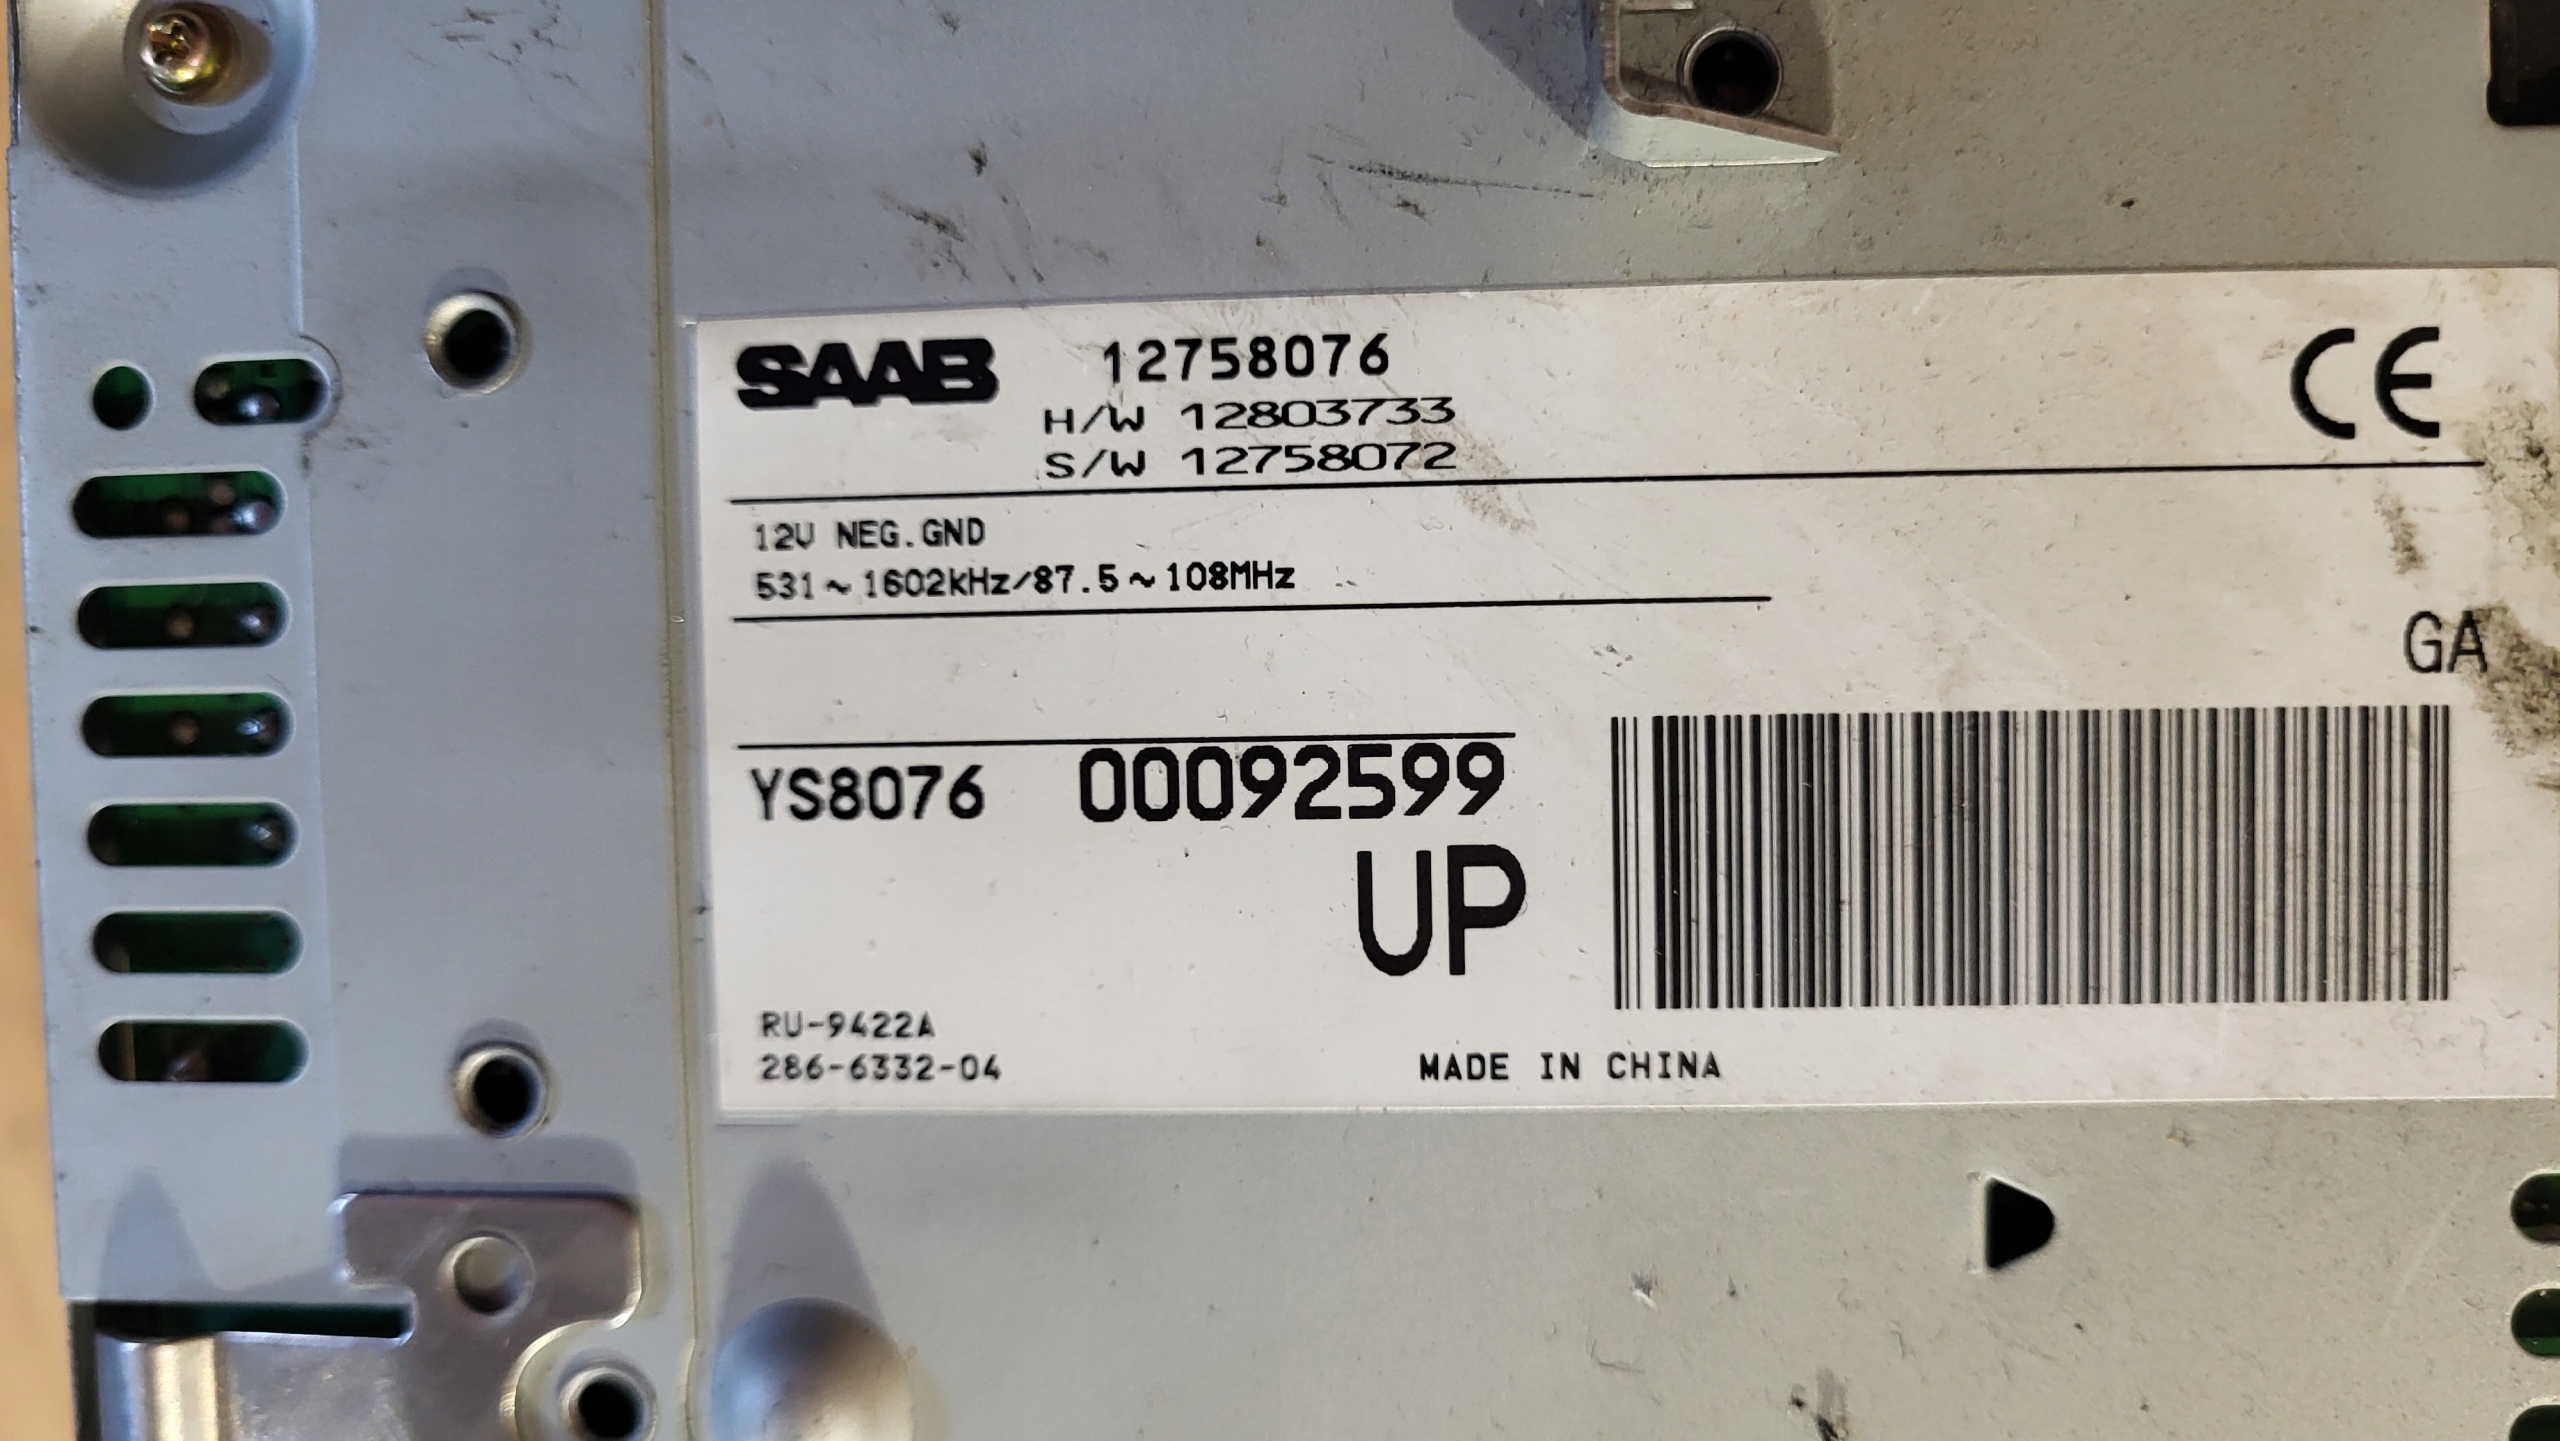 SAAB 12758076
H/W 12803733
S/W 12758072
CE
12V NEG.GND
531~1602kHz/87.5~108MHz
GA
YS8076 00092599
UP
RU-9422A
286-6332-04
MADE IN CHINA